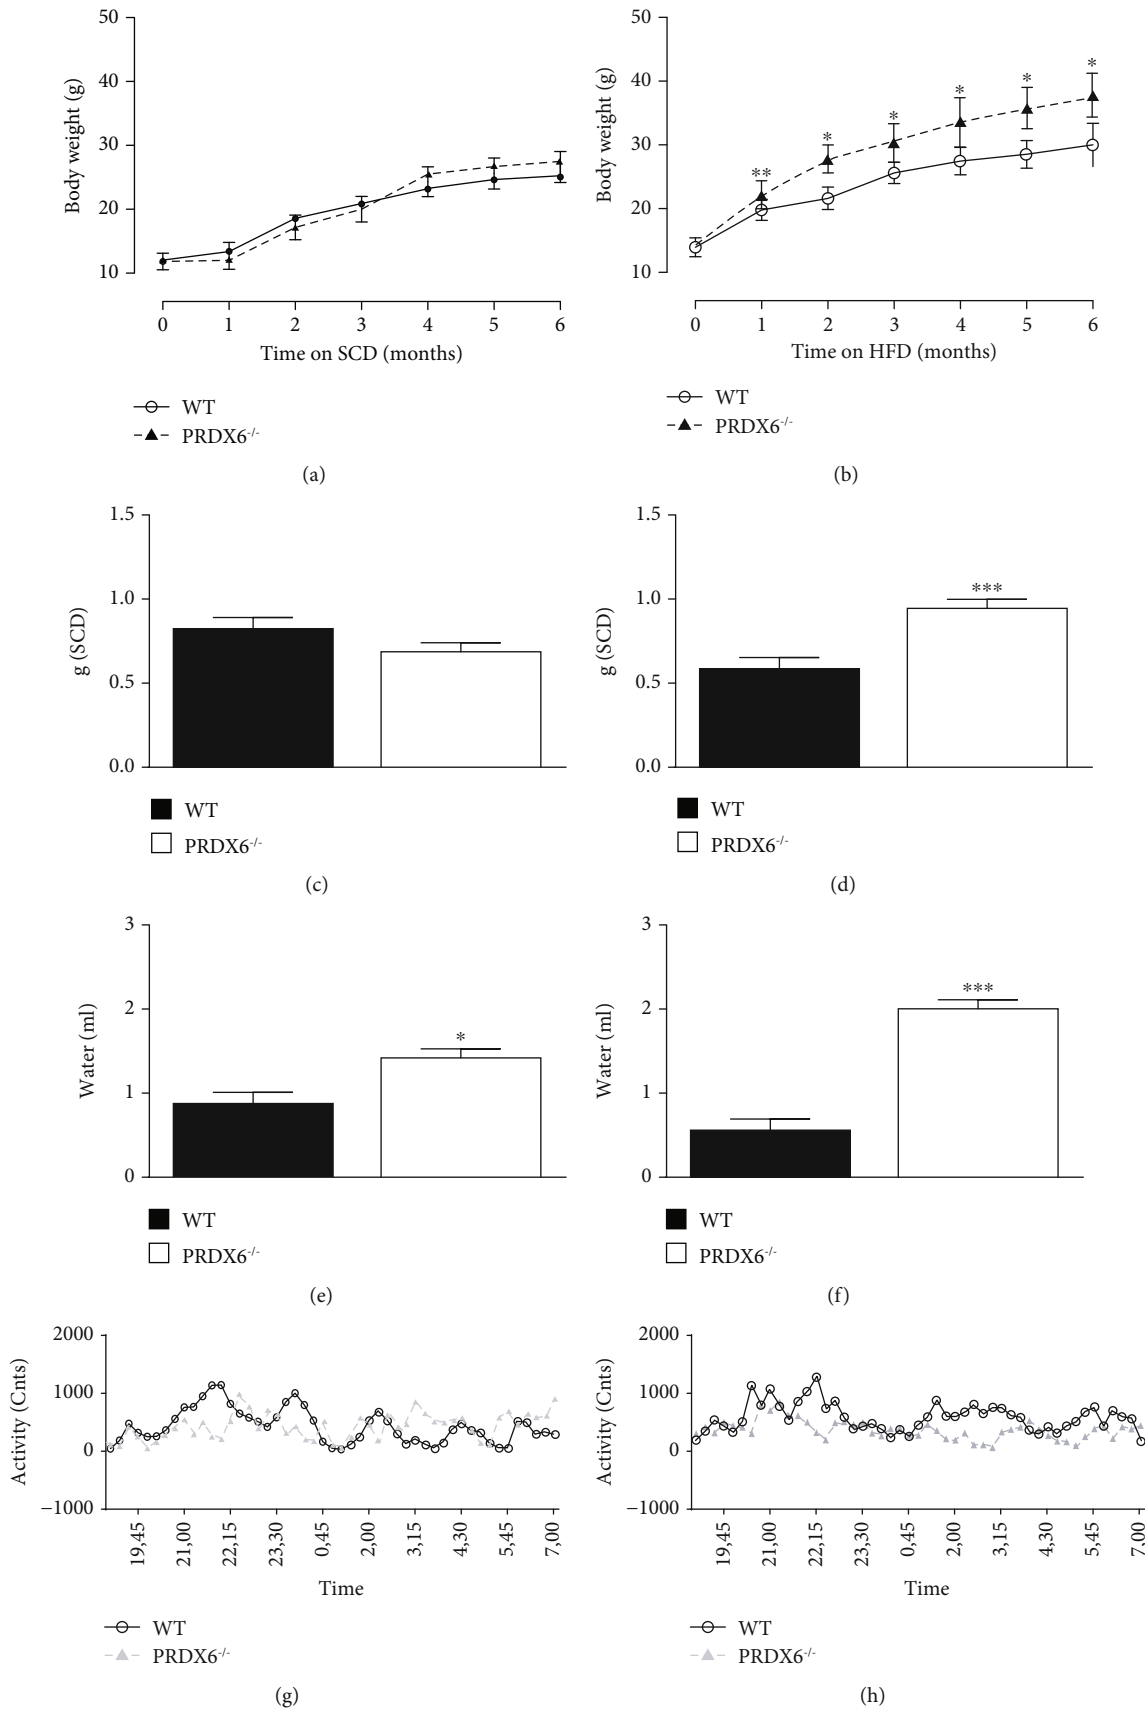 50
40
30
20
10
Body weight (g)
0 1 2 3 4 5 6
Time on SCD (months)
WT
PRDX6-/-
(a)
50
40
30
20
10
Body weight (g)
** * * * * *
0 1 2 3 4 5 6
Time on HFD (months)
WT
PRDX6-/-
(b)
1.5
1.0
0.5
0.0
g (SCD)
WT
PRDX6-/-
(c)
1.5
1.0
0.5
0.0
g (SCD)
***
WT
PRDX6-/-
(d)
3
2
1
0
Water (ml)
*
WT
PRDX6-/-
(e)
3
2
1
0
Water (ml)
***
WT
PRDX6-/-
(f)
2000
1000
0
−1000
Activity (Cnts)
19,45 21,00 22,15 23,30 0,45 2,00 3,15 4,30 5,45 7,00
Time
WT
PRDX6-/-
(g)
2000
1000
0
−1000
Activity (Cnts)
19,45 21,00 22,15 23,30 0,45 2,00 3,15 4,30 5,45 7,00
Time
WT
PRDX6-/-
(h)